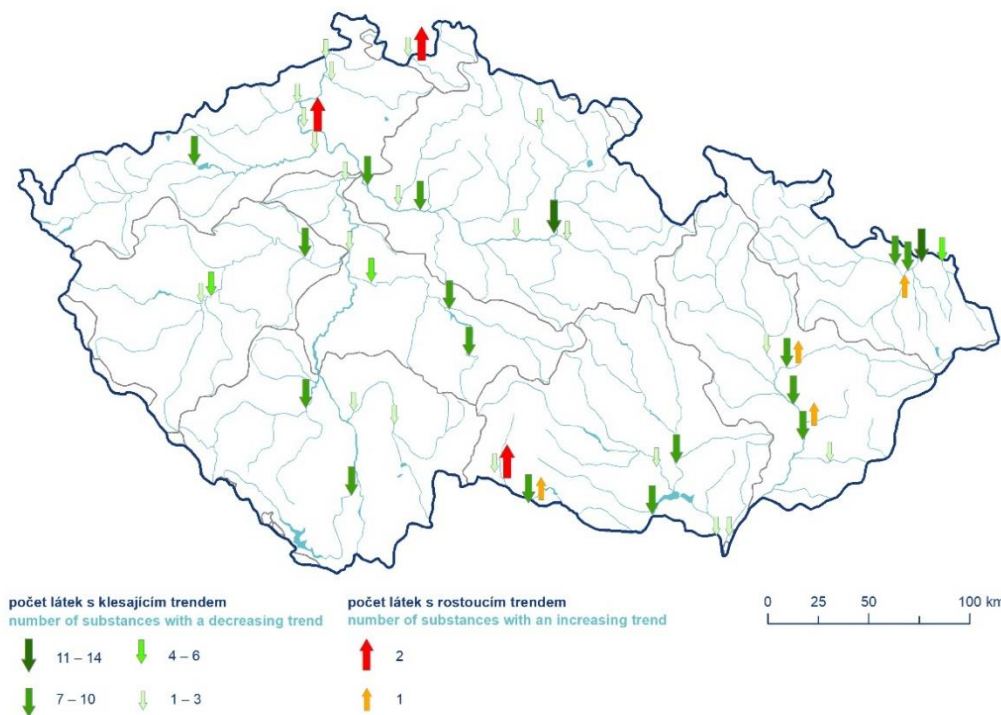 počet látek s klesajícím trendem
number of substances with a decreasing trend
11 – 14
4 – 6
7 – 10
1 – 3
počet látek s rostoucím trendem
number of substances with an increasing trend
2
1
0 25 50 100 km